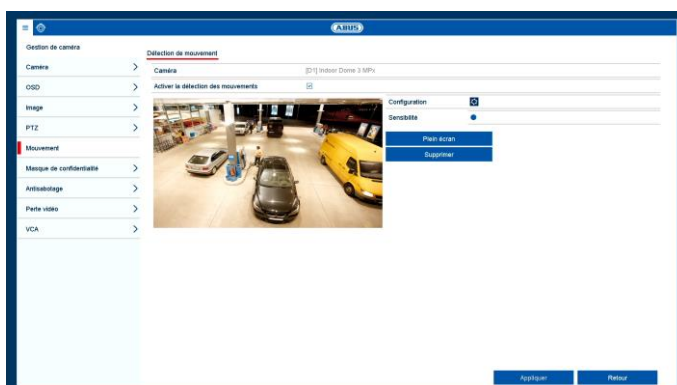 ABUS
Gestion de caméra
Caméra
OSD
Image
PTZ
Mouvement
Masque de confidentialité
Antisabotage
Perte vidéo
VCA
Détection de mouvement
Caméra [D1] Indoor Dome 3 MPx
Activer la détection des mouvements
Configuration
Sensibilité
Plein écran
Supprimer
Appliquer Retour